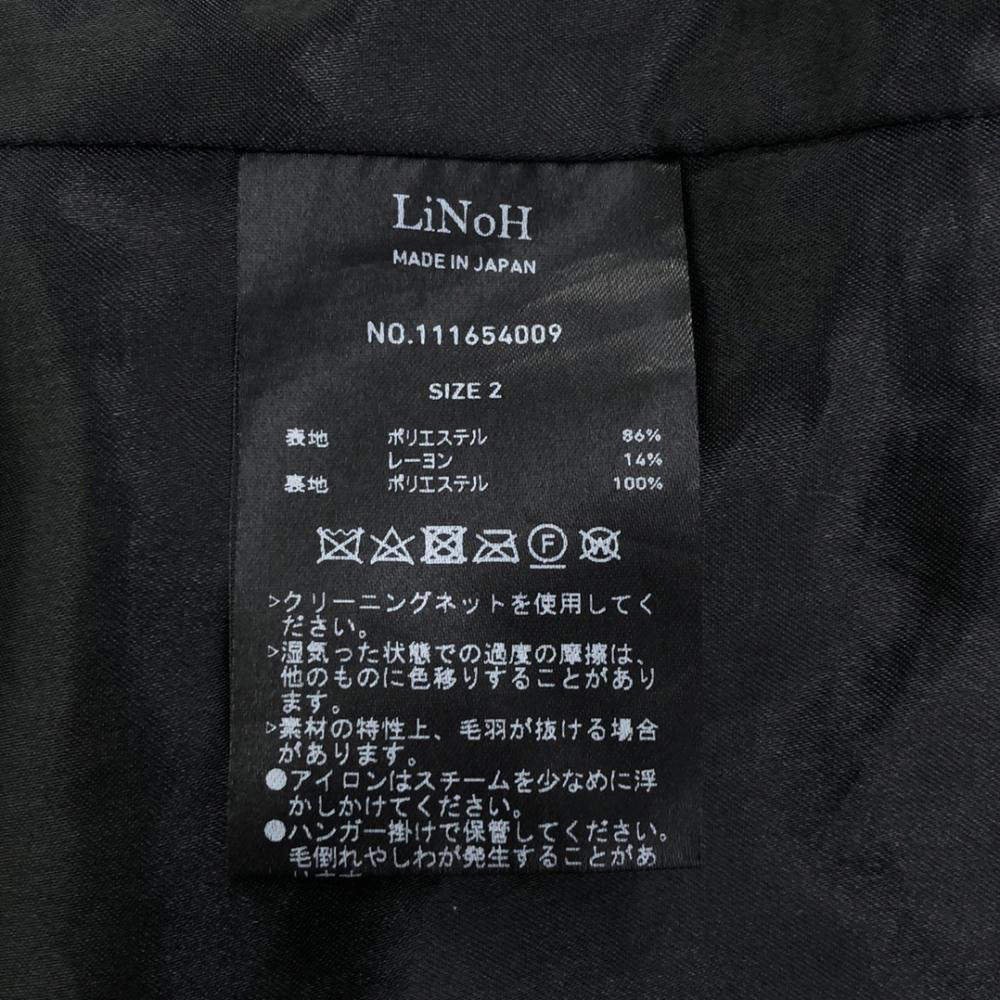 LiNoH
MADE IN JAPAN
NO.111654009
SIZE 2
表地 ポリエステル 86%
レーヨン 14%
裏地 ポリエステル 100%
F W
>クリーニングネットを使用してく
ださい。
>湿気った状態での過度の摩擦は、
他のものに色移りすることがあり
ます。
>素材の特性上、毛羽が抜ける場合
があります。
●アイロンはスチームを少なめに浮
かしかけてください。
●ハンガー掛けで保管してください。
毛倒れやしわが発生することがあ
ります